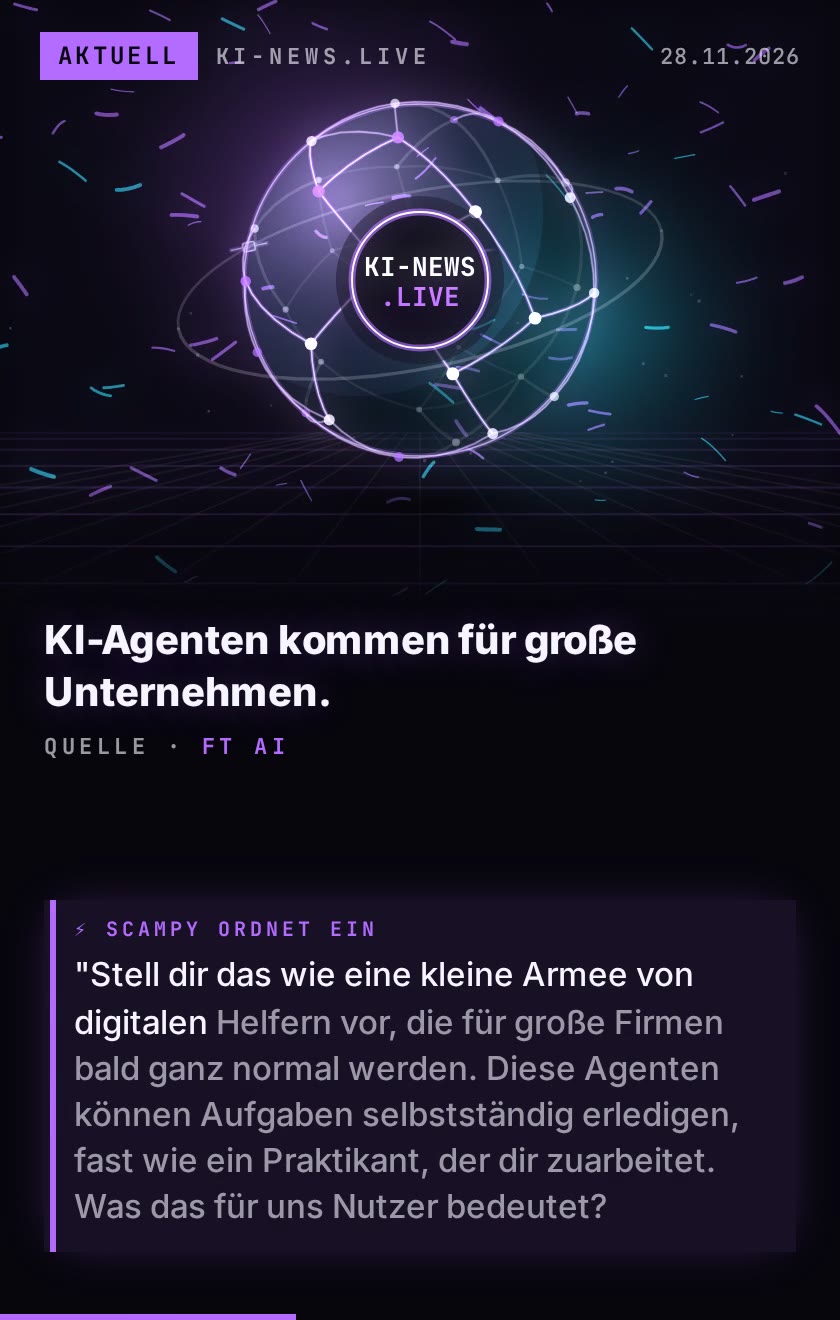 AKTUELL KI-NEWS.LIVE 28.11.2026
KI-NEWS
.LIVE
KI-Agenten kommen für große
Unternehmen.
QUELLE · FT AI
⚡ SCAMPY ORDNET EIN
"Stell dir das wie eine kleine Armee von
digitalen Helfern vor, die für große Firmen
bald ganz normal werden. Diese Agenten
können Aufgaben selbstständig erledigen,
fast wie ein Praktikant, der dir zuarbeitet.
Was das für uns Nutzer bedeutet?